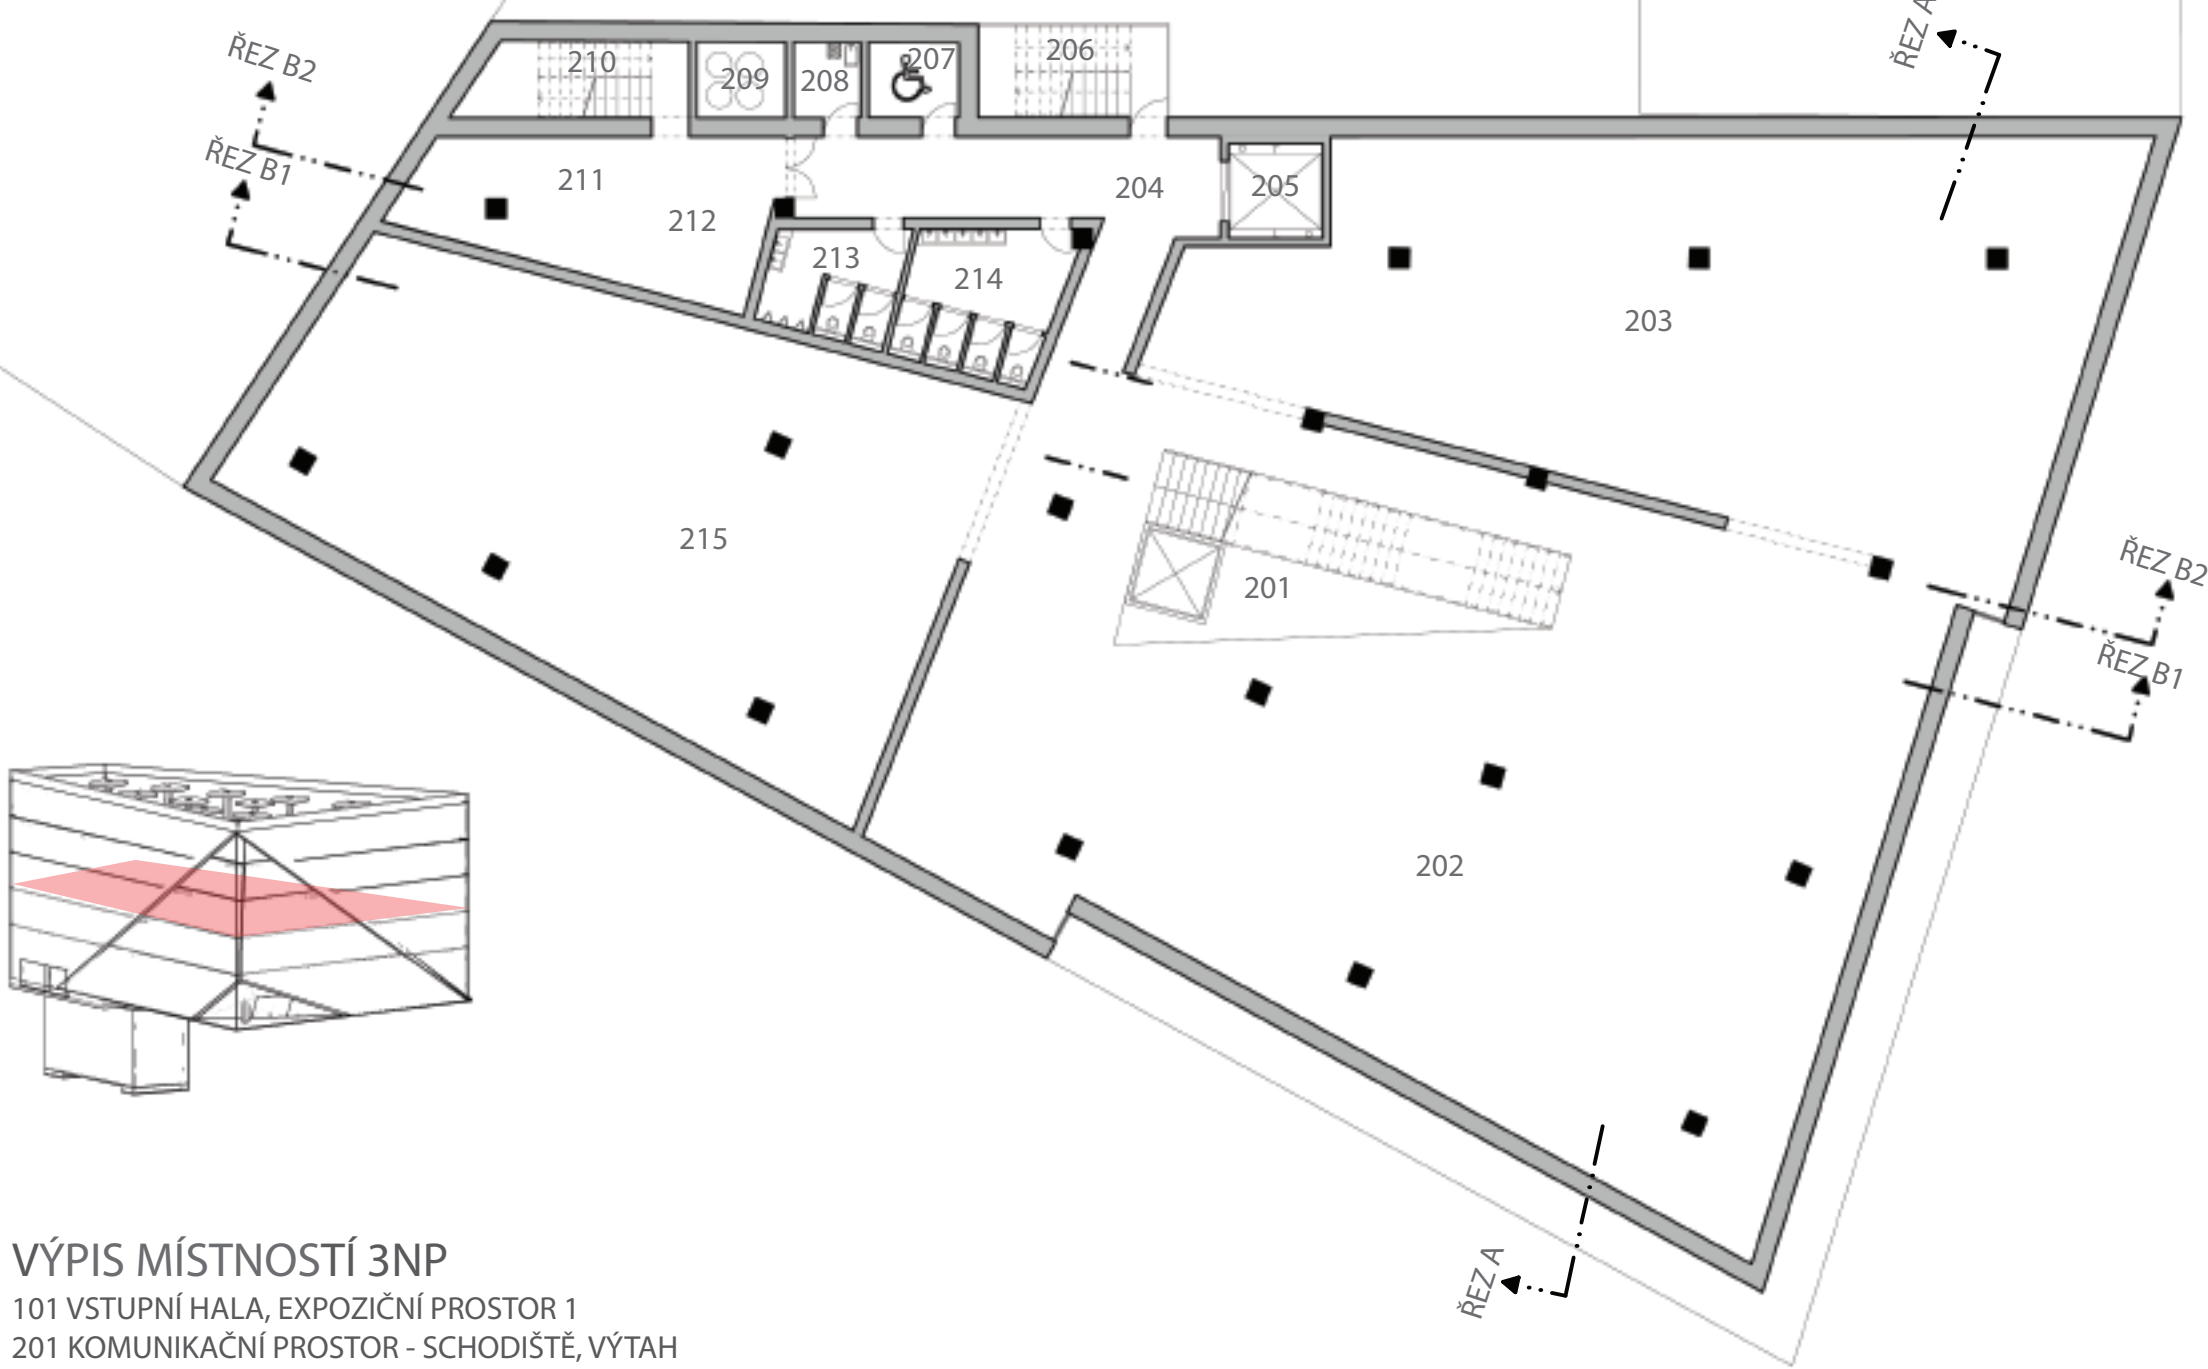 ŘEZ A
ŘEZ B2
ŘEZ B1
210
209
208
207
206
211
212
204
205
213
214
203
215
201
ŘEZ B2
ŘEZ B1
202
ŘEZ A
VÝPIS MÍSTNOSTÍ 3NP
101 VSTUPNÍ HALA, EXPOZIČNÍ PROSTOR 1
201 KOMUNIKAČNÍ PROSTOR - SCHODIŠTĚ, VÝTAH